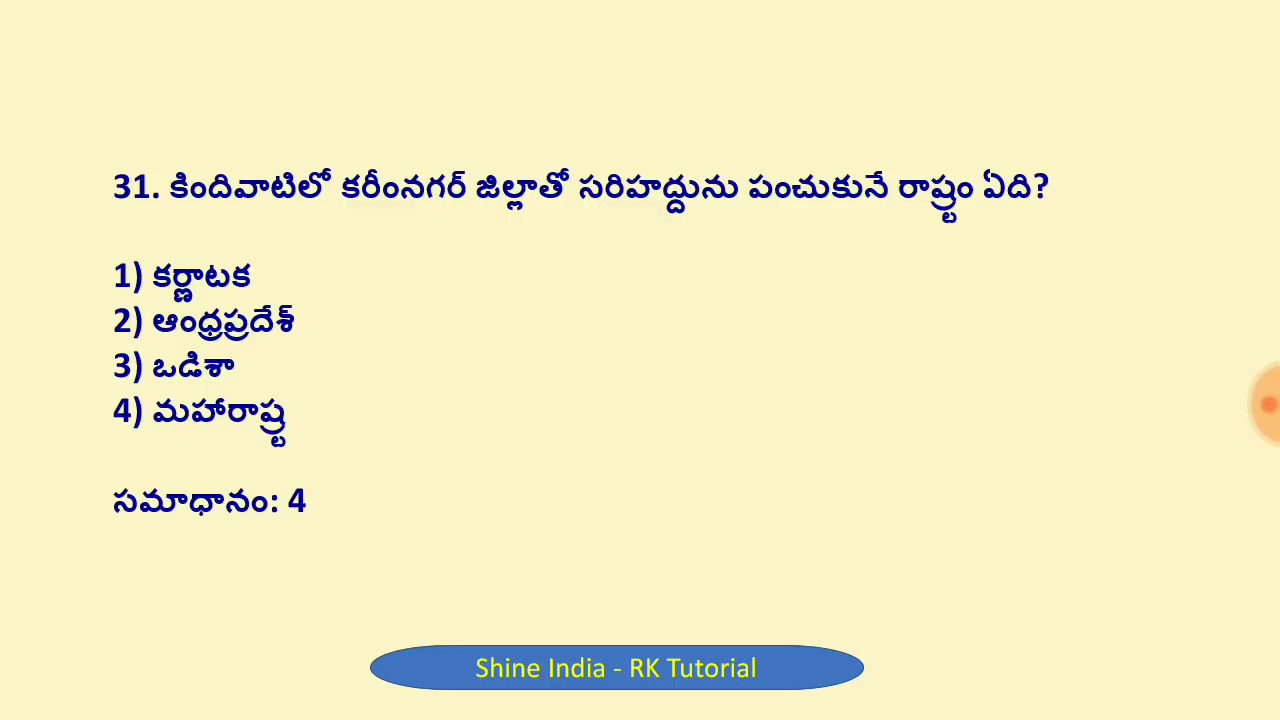 31. కిందివాటిలో కరీంనగర్ జిల్లాతో సరిహద్దును పంచుకునే రాష్ట్రం ఏది?
1) కర్ణాటక
2) ఆంధ్రప్రదేశ్
3) ఒడిశా
4) మహారాష్ట్ర
సమాధానం: 4
Shine India - RK Tutorial